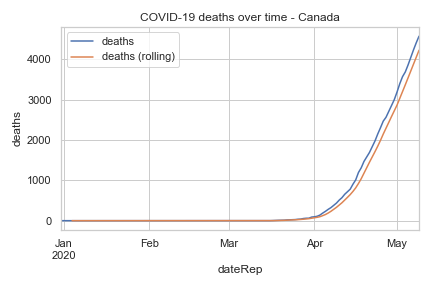 COVID-19 deaths over time - Canada
deaths
deaths (rolling)
deaths
4000
3000
2000
1000
0
Jan
2020
Feb
Mar
Apr
May
dateRep